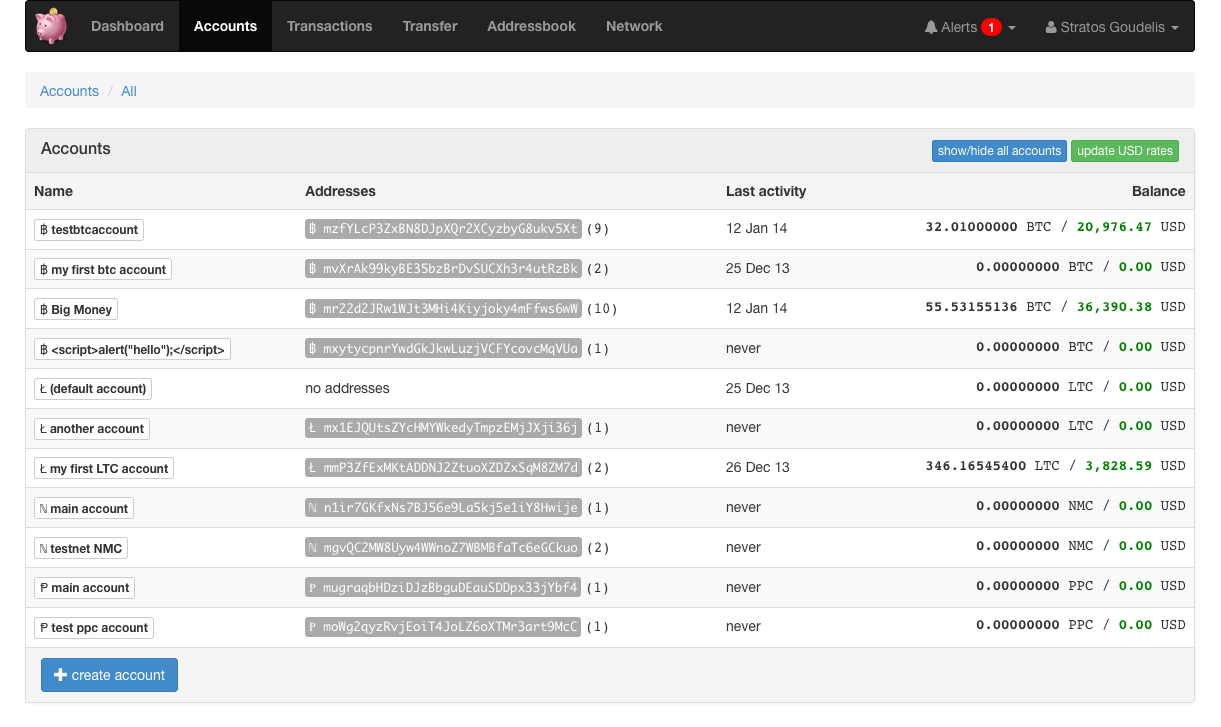 Dashboard Accounts Transactions Transfer Addressbook Network Alerts 1 Stratos Goudelis
Accounts / All
Accounts show/hide all accounts update USD rates
Name Addresses Last activity Balance
฿ testbtcaccount ฿ mzfYLcP3ZxBN8DJpXQr2XCyzbyG8ukv5Xt (9) 12 Jan 14 32.01000000 BTC / 20,976.47 USD
฿ my first btc account ฿ mvXrAk99kyBE35bzBrDvSUCXh3r4utRzBk (2) 25 Dec 13 0.00000000 BTC / 0.00 USD
฿ Big Money ฿ mr22d2JRw1WJt3MHi4Kiyjoky4mFfws6wW (10) 12 Jan 14 55.53155136 BTC / 36,390.38 USD
฿ <script>alert("hello");</script> ฿ mxytycpnrYwdGkJkwLuzjVCFYcovcMqVUa (1) never 0.00000000 BTC / 0.00 USD
Ł (default account) no addresses 25 Dec 13 0.00000000 LTC / 0.00 USD
Ł another account Ł mx1EJQUtsZYcHMYWkedyTmpzEMjJXji36j (1) never 0.00000000 LTC / 0.00 USD
Ł my first LTC account Ł mmP3ZfExMKtADDNJ2ZtuoXZDZxSqM8ZM7d (2) 26 Dec 13 346.16545400 LTC / 3,828.59 USD
ℕ main account ℕ n1ir7GKfxNs7BJ56e9La5kj5e1iY8Hwije (1) never 0.00000000 NMC / 0.00 USD
ℕ testnet NMC ℕ mgvQC2MW8Uyw4WWnoZ7WBMBfaTc6eGCkuo (2) never 0.00000000 NMC / 0.00 USD
Ᵽ main account Ᵽ mugraqbHDziDJzBbguDEauSDDpx33jYbf4 (1) never 0.00000000 PPC / 0.00 USD
Ᵽ test ppc account Ᵽ moWg2qyzRvjEoiT4JoLZ6oXTMr3art9McC (1) never 0.00000000 PPC / 0.00 USD
create account